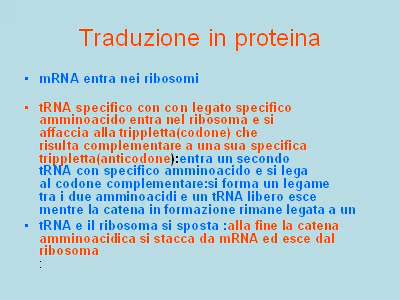 Traduzione in proteina
• mRNA entra nei ribosomi
• tRNA specifico con con legato specifico
amminoacido entra nel ribosoma e si
affaccia alla trippletta(codone) che
risulta complementare a una sua specifica
trippletta(anticodone):entra un secondo
tRNA con specifico amminoacido e si lega
al codone complementare:si forma un legame
tra i due amminoacidi e un tRNA libero esce
mentre la catena in formazione rimane legata a un
• tRNA e il ribosoma si sposta :alla fine la catena
amminoacidica si stacca da mRNA ed esce dal
ribosoma
: